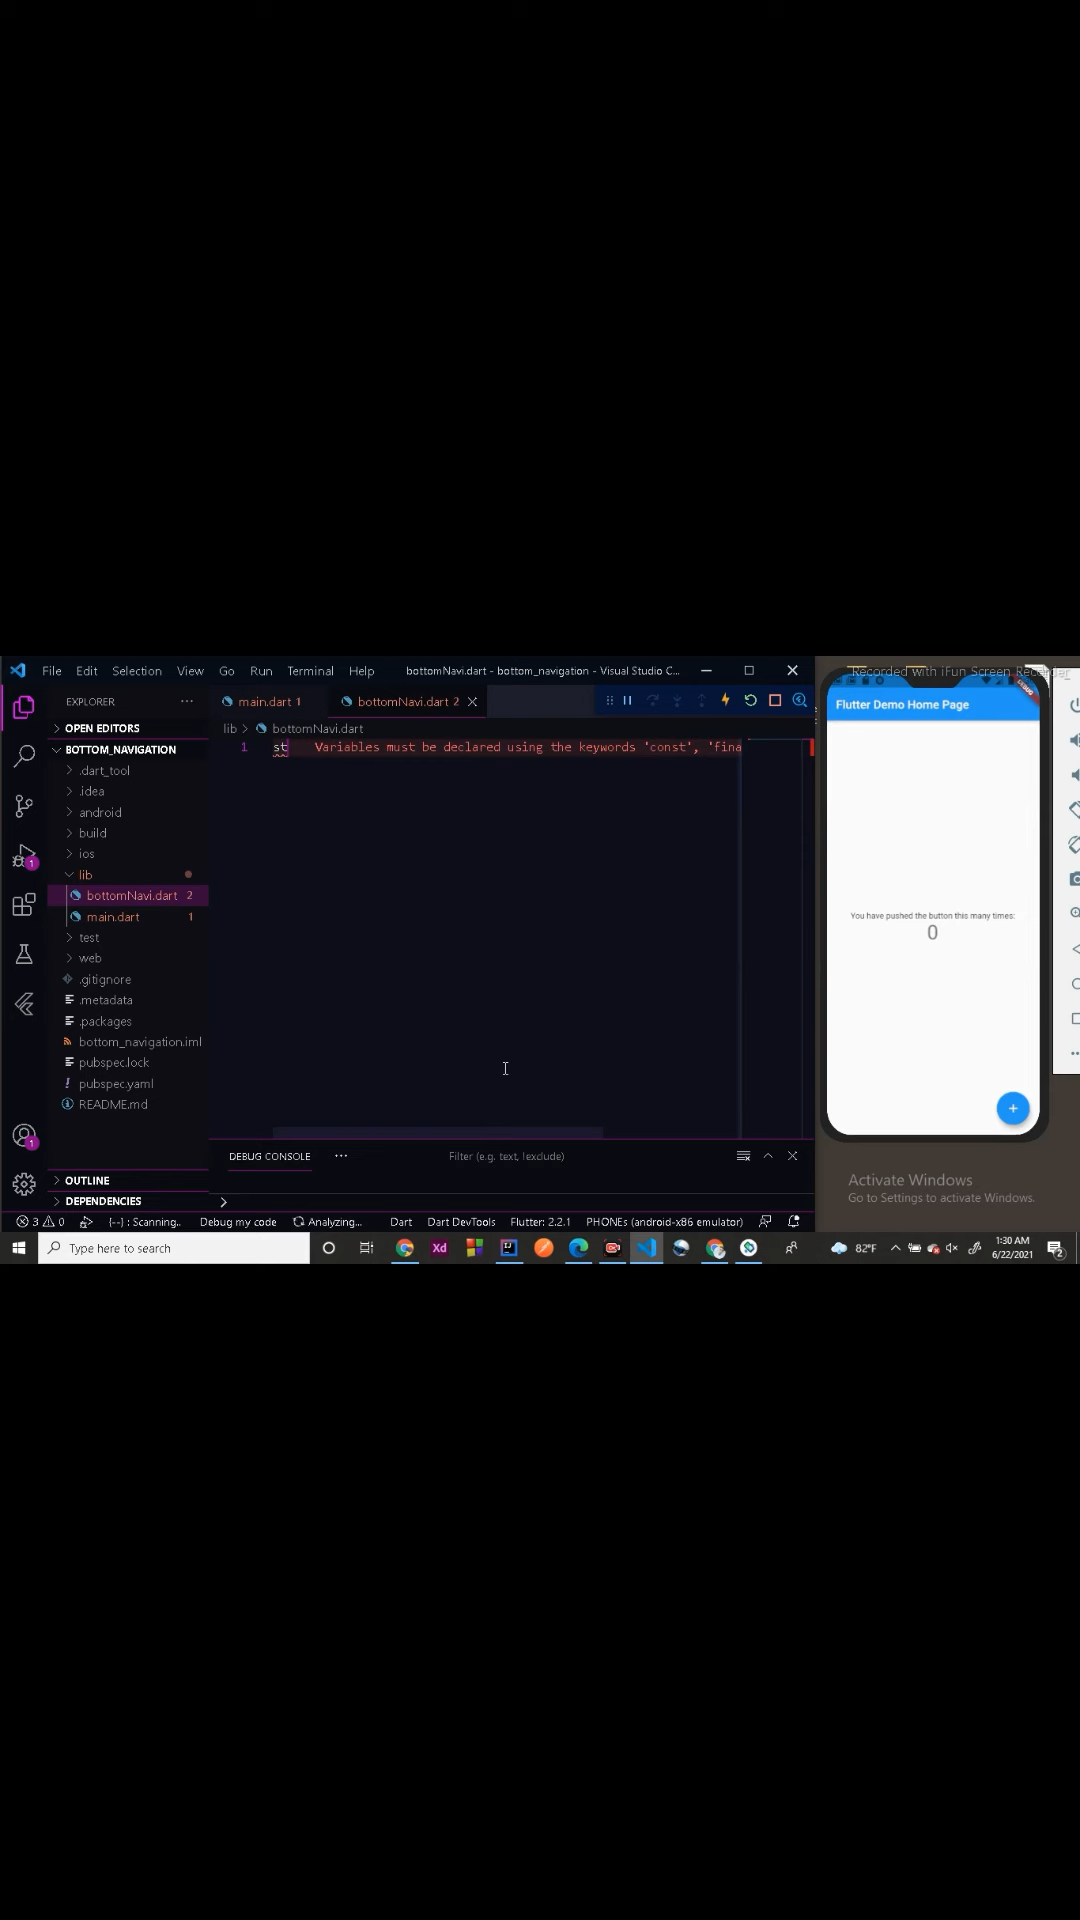 File Edit Selection View Go Run Terminal Help bottomNavi.dart - bottom_navigation - Visual Studio C...
Recorded with iFun Screen Recorder
EXPLORER ...
main.dart 1
bottomNavi.dart 2
OPEN EDITORS
lib > bottomNavi.dart
BOTTOM_NAVIGATION
1 st Variables must be declared using the keywords 'const', 'fina
.dart_tool
.idea
android
build
ios
lib
bottomNavi.dart 2
main.dart 1
test
web
.gitignore
.metadata
.packages
bottom_navigation.iml
pubspec.lock
pubspec.yaml
README.md
1
1
OUTLINE
DEPENDENCIES
DEBUG CONSOLE ...
Filter (e.g. text, !exclude)
>
3 0 {--} : Scanning.. Debug my code Analyzing... Dart Dart DevTools Flutter: 2.2.1 PHONEs (android-x86 emulator)
Flutter Demo Home Page
DEBUG
You have pushed the button this many times:
0
+
Activate Windows
Go to Settings to activate Windows.
Type here to search
Xd
82°F
1:30 AM
6/22/2021
2